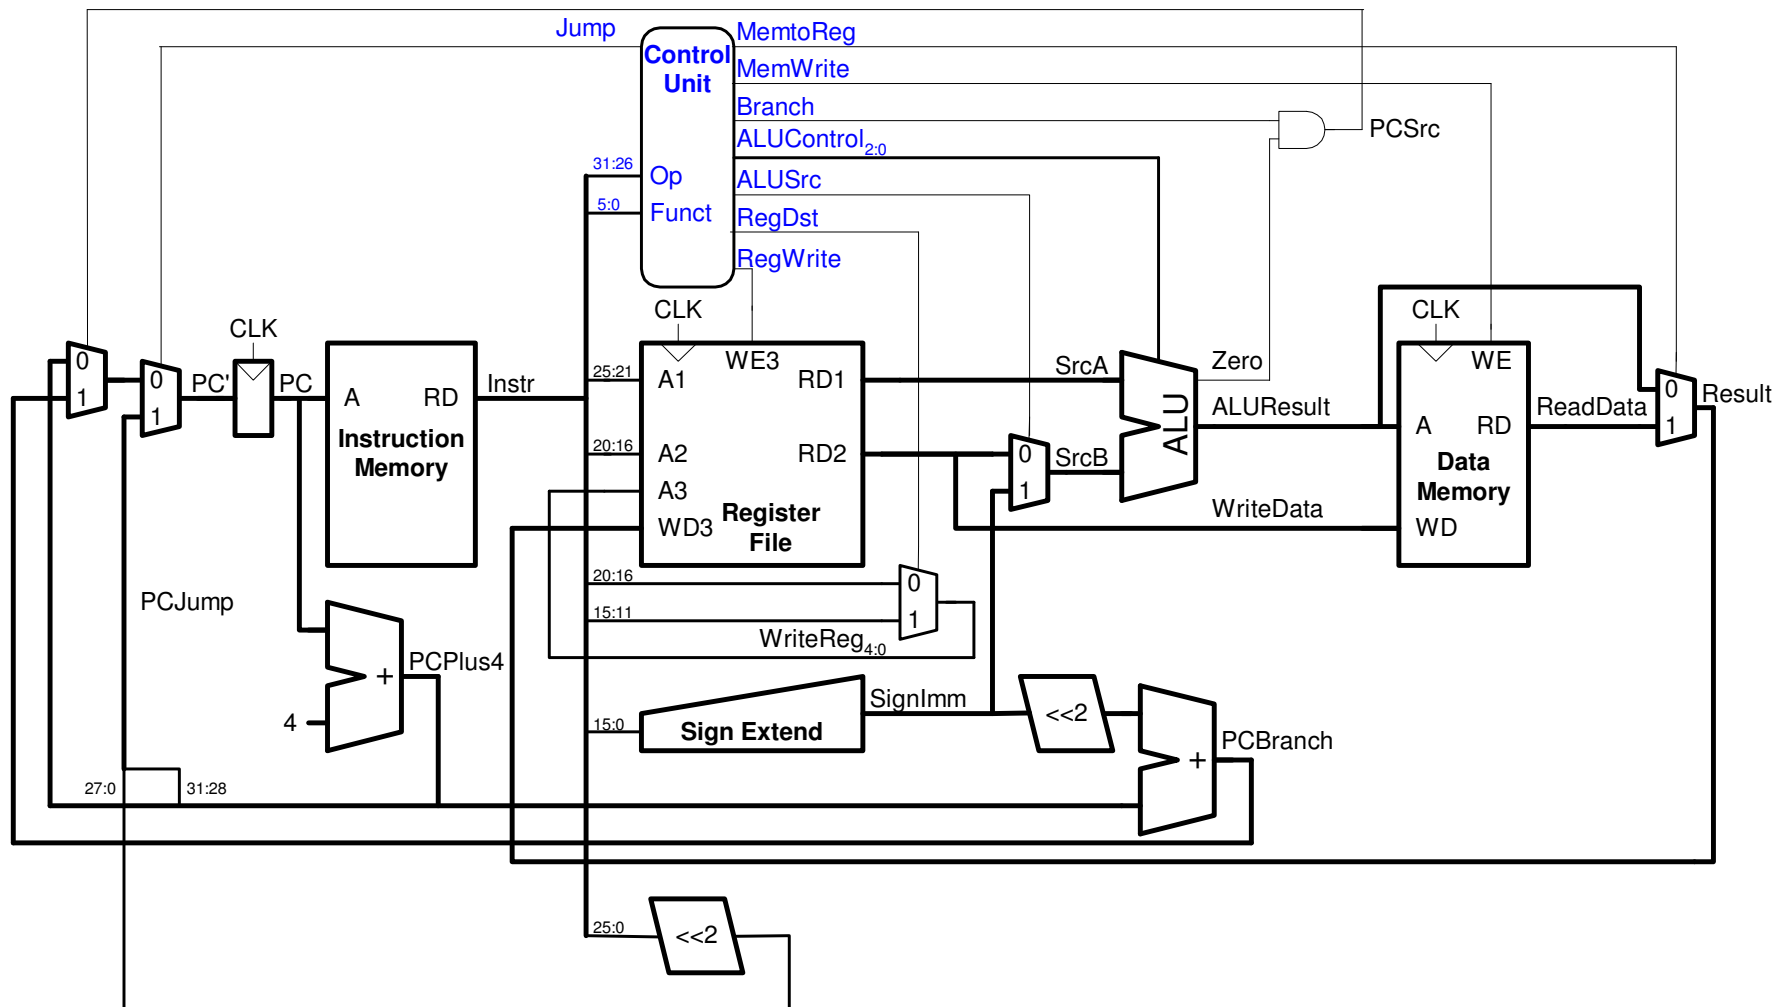 Jump
MemtoReg
Control
Unit
MemWrite
Branch
PCSrc
ALUControl2:0
31:26
Op
ALUSrc
5:0
Funct
RegDst
RegWrite
CLK
CLK
CLK
0
1
0
1
PC'
PC
A
RD
Instruction
Memory
Instr
25:21
A1
WE3
RD1
SrcA
Zero
WE
20:16
A2
RD2
0
1
SrcB
ALU
ALUResult
A
RD
ReadData
0
1
Result
Data
Memory
A3
WD3
Register
File
WriteData
WD
20:16
0
15:11
1
WriteReg4:0
PCJump
PCPlus4
+
4
SignImm
15:0
Sign Extend
<<2
PCBranch
+
27:0
31:28
25:0
<<2